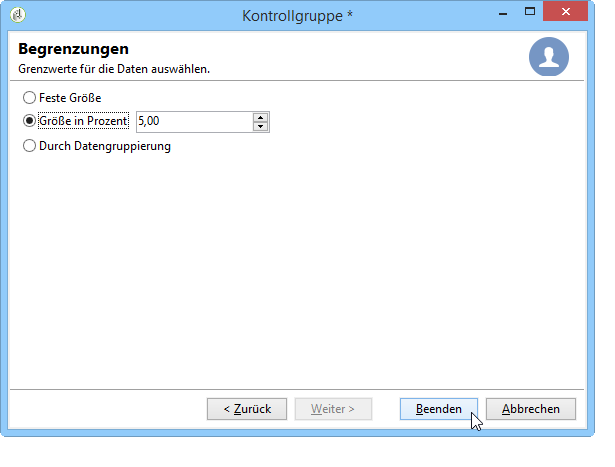 Kontrollgruppe *
Begrenzungen
Grenzwerte für die Daten auswählen.
Feste Größe
Größe in Prozent 5,00
Durch Datengruppierung
< Zurück Weiter > Beenden Abbrechen